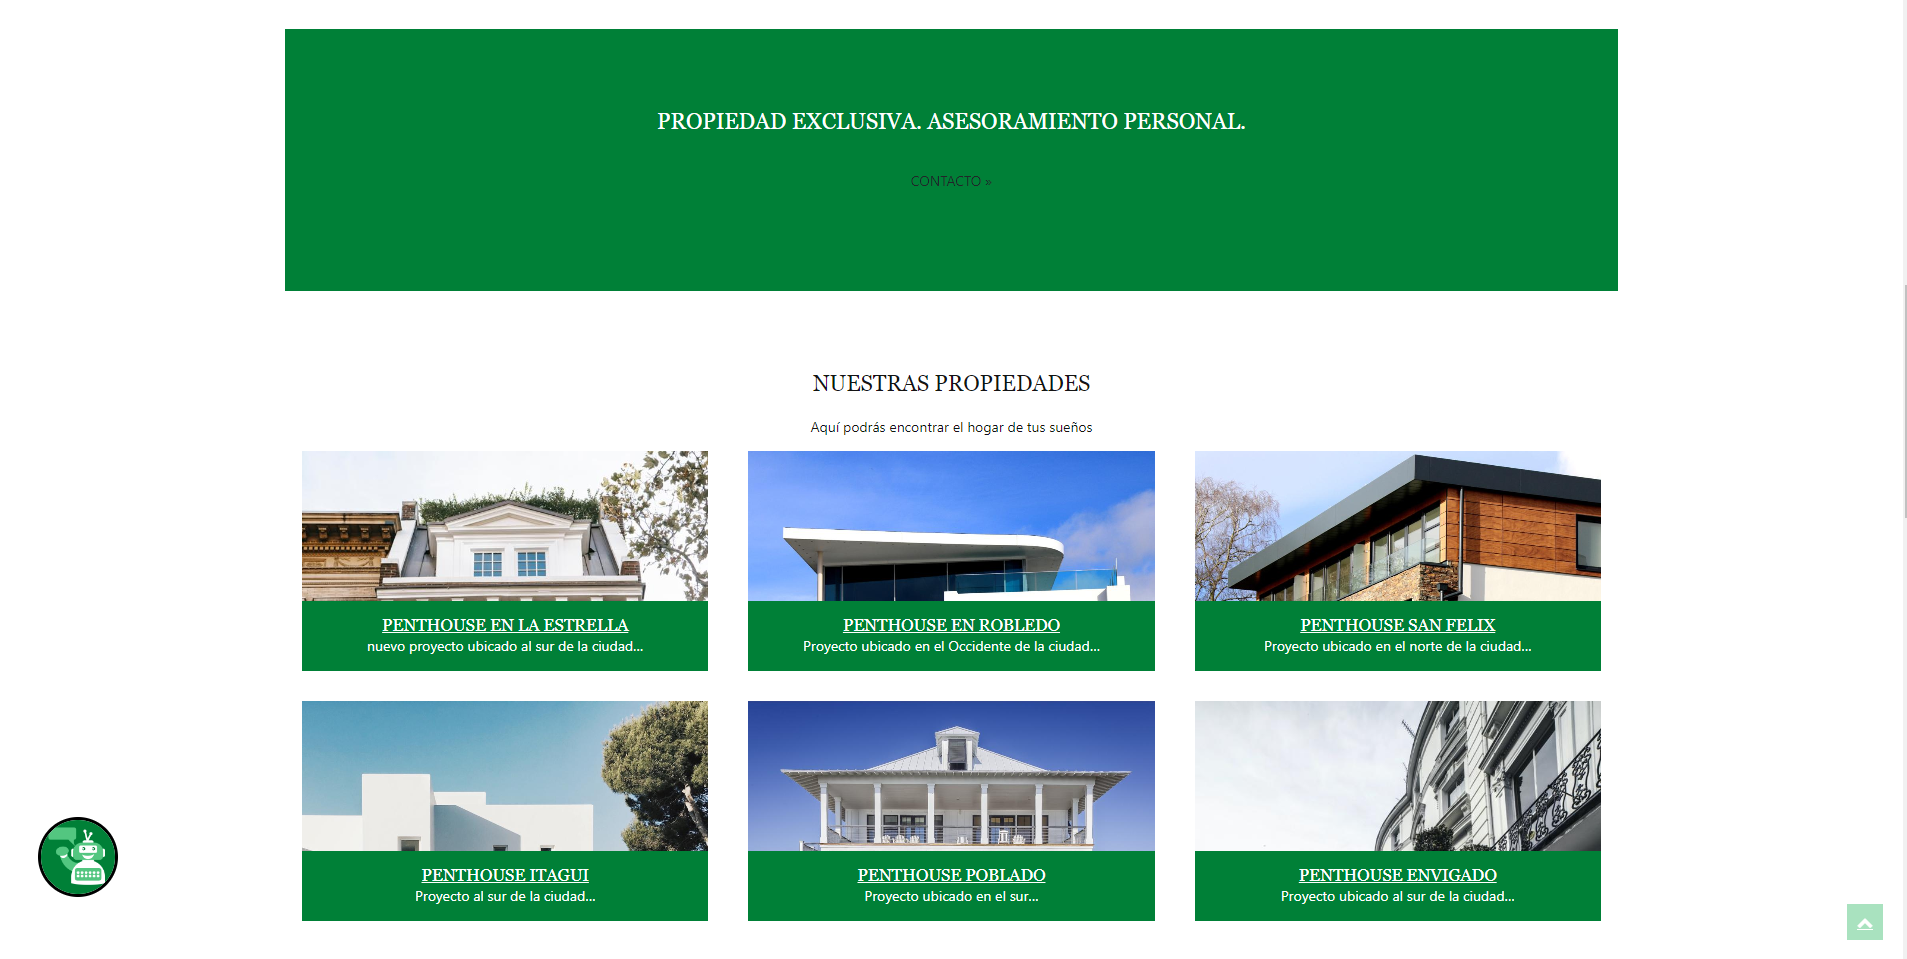 PROPIEDAD EXCLUSIVA. ASESORAMIENTO PERSONAL.
CONTACTO »
NUESTRAS PROPIEDADES
Aquí podrás encontrar el hogar de tus sueños
PENTHOUSE EN LA ESTRELLA
nuevo proyecto ubicado al sur de la ciudad...
PENTHOUSE EN ROBLEDO
Proyecto ubicado en el Occidente de la ciudad...
PENTHOUSE SAN FELIX
Proyecto ubicado en el norte de la ciudad...
PENTHOUSE ITAGUI
Proyecto al sur de la ciudad...
PENTHOUSE POBLADO
Proyecto ubicado en el sur...
PENTHOUSE ENVIGADO
Proyecto ubicado al sur de la ciudad...